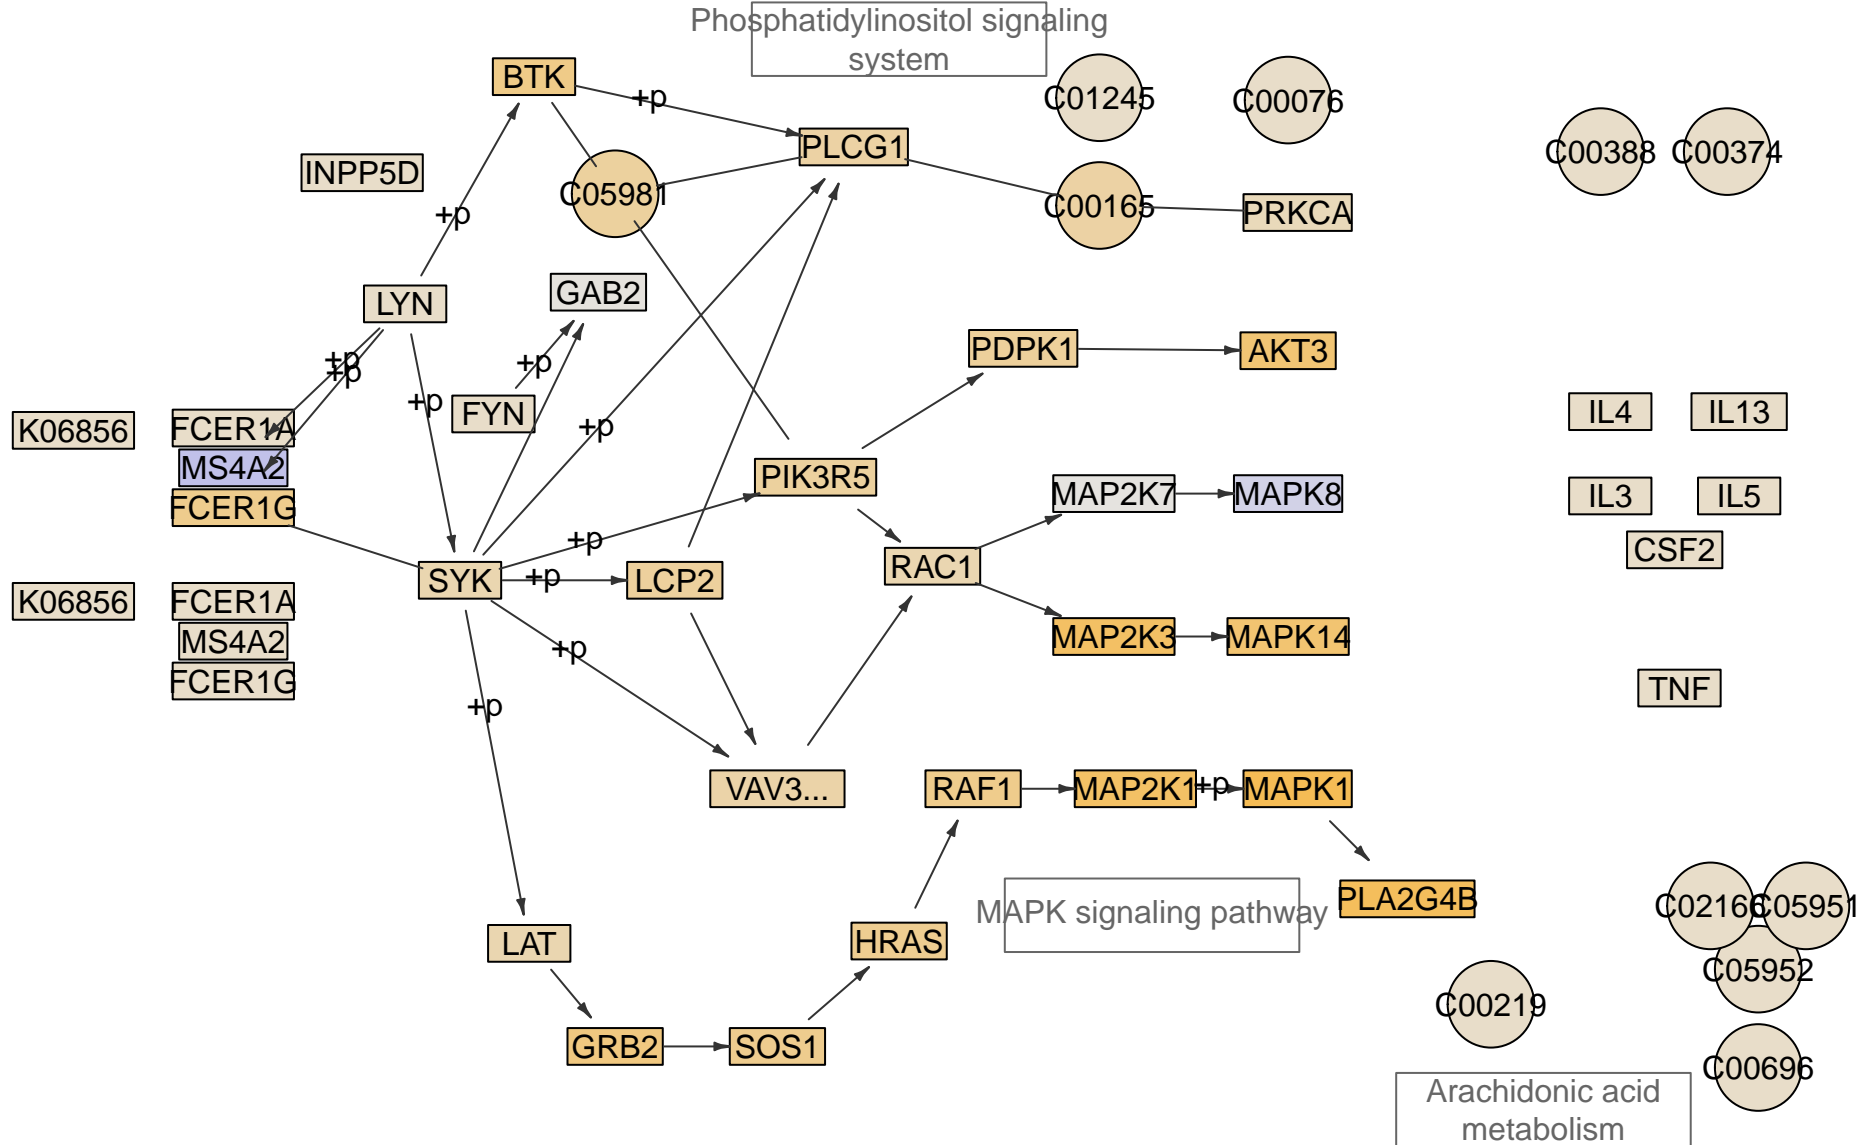 Phosphatidylinositol signaling
system
BTK
+p
C01245
C00076
PLCG1
C00388
C00374
INPP5D
C05981
C00165
PRKCA
+p
LYN
GAB2
PDPK1
AKT3
+p
+p
+p
+p
FYN
+p
K06856
FCER1A
IL4
IL13
MS4A2
PIK3R5
MAP2K7
MAPK8
IL3
IL5
FCER1G
+p
CSF2
RAC1
SYK
+p
LCP2
K06856
FCER1A
MS4A2
+p
MAP2K3
MAPK14
FCER1G
TNF
+p
VAV3...
RAF1
MAP2K1
+p
MAPK1
PLA2G4B
C02166
C05951
MAPK signaling pathway
LAT
HRAS
C05952
C00219
GRB2
SOS1
C00696
Arachidonic acid
metabolism